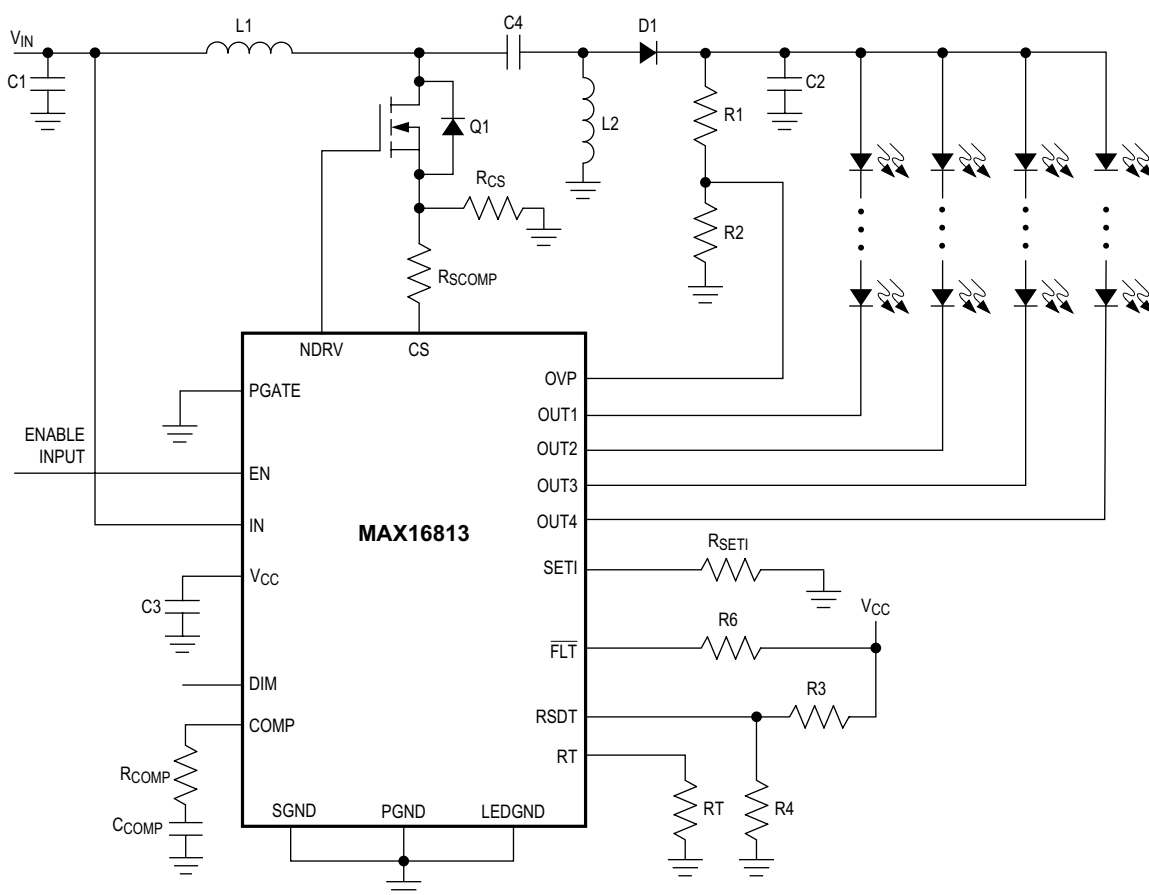 L1
C4
D1
VIN
C1
C2
R1
L2
Q1
RCS
R2
RSCOMP
NDRV
CS
PGATE
OVP
OUT1
ENABLE
INPUT
OUT2
EN
OUT3
IN
OUT4
MAX16813
RSETI
SETI
VCC
C3
VCC
R6
FLT
DIM
R3
RSDT
COMP
RT
RCOMP
SGND
PGND
LEDGND
RT
R4
CCOMP